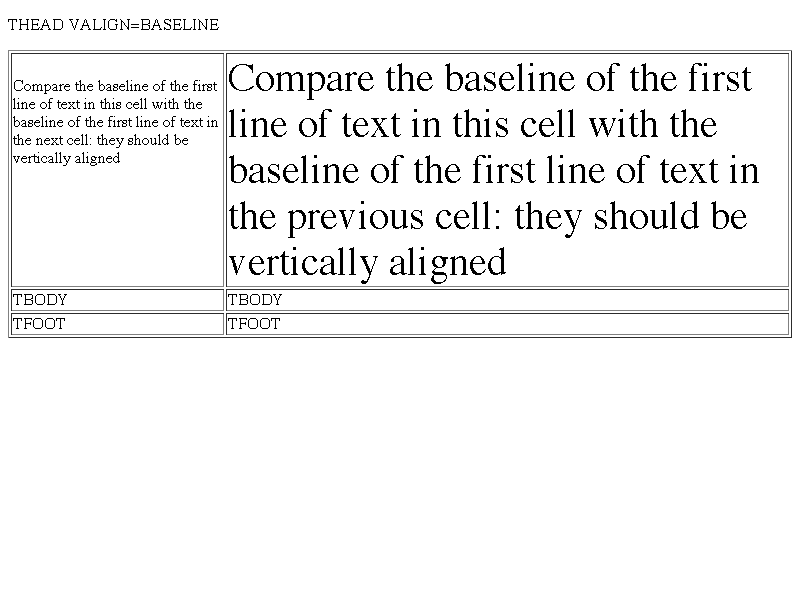 THEAD VALIGN=BASELINE
Compare the baseline of the first
line of text in this cell with the
baseline of the first line of text in
the next cell: they should be
vertically aligned
Compare the baseline of the first
line of text in this cell with the
baseline of the first line of text in
the previous cell: they should be
vertically aligned
TBODY
TBODY
TFOOT
TFOOT